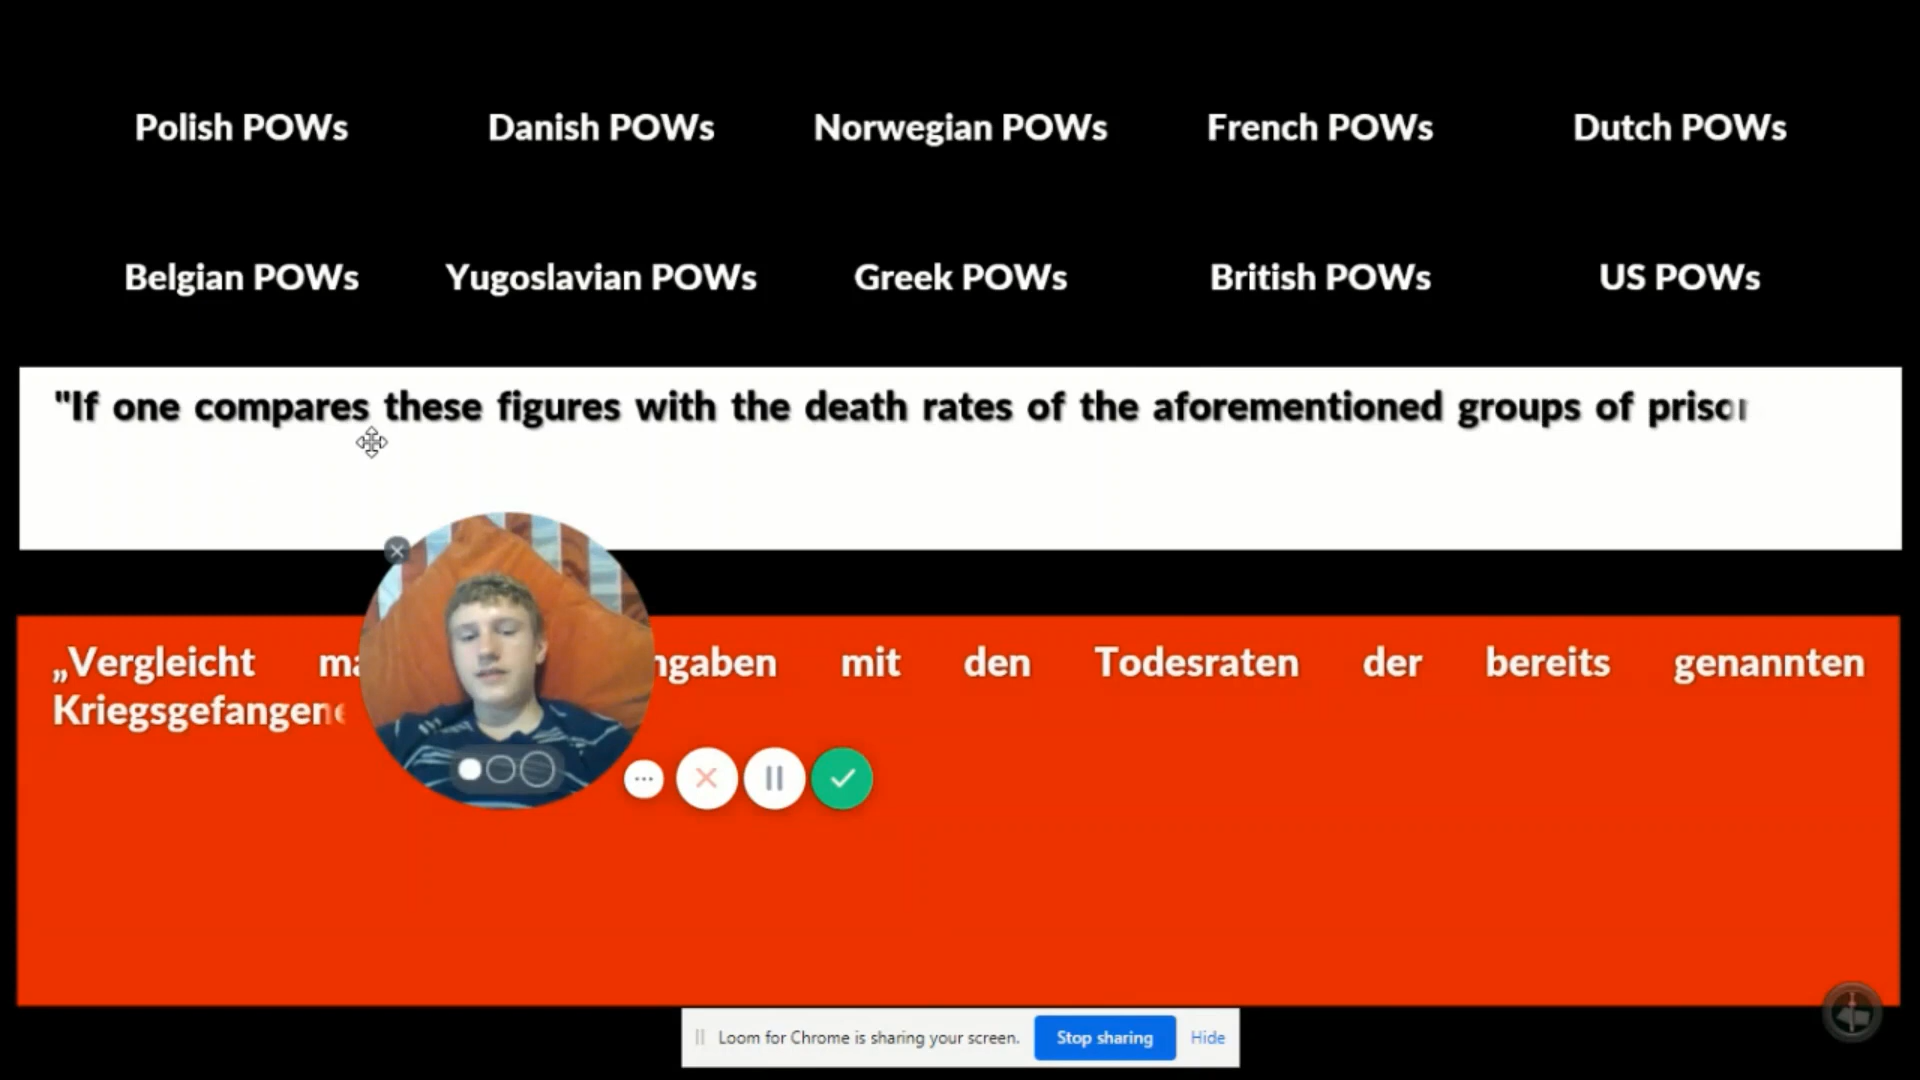 Polish POWs Danish POWs Norwegian POWs French POWs Dutch POWs
Belgian POWs Yugoslavian POWs Greek POWs British POWs US POWs
"If one compares these figures with the death rates of the aforementioned groups of
„Vergleicht mit den Todesraten der bereits genannten
Loom for Chrome is sharing your screen. Stop sharing Hide